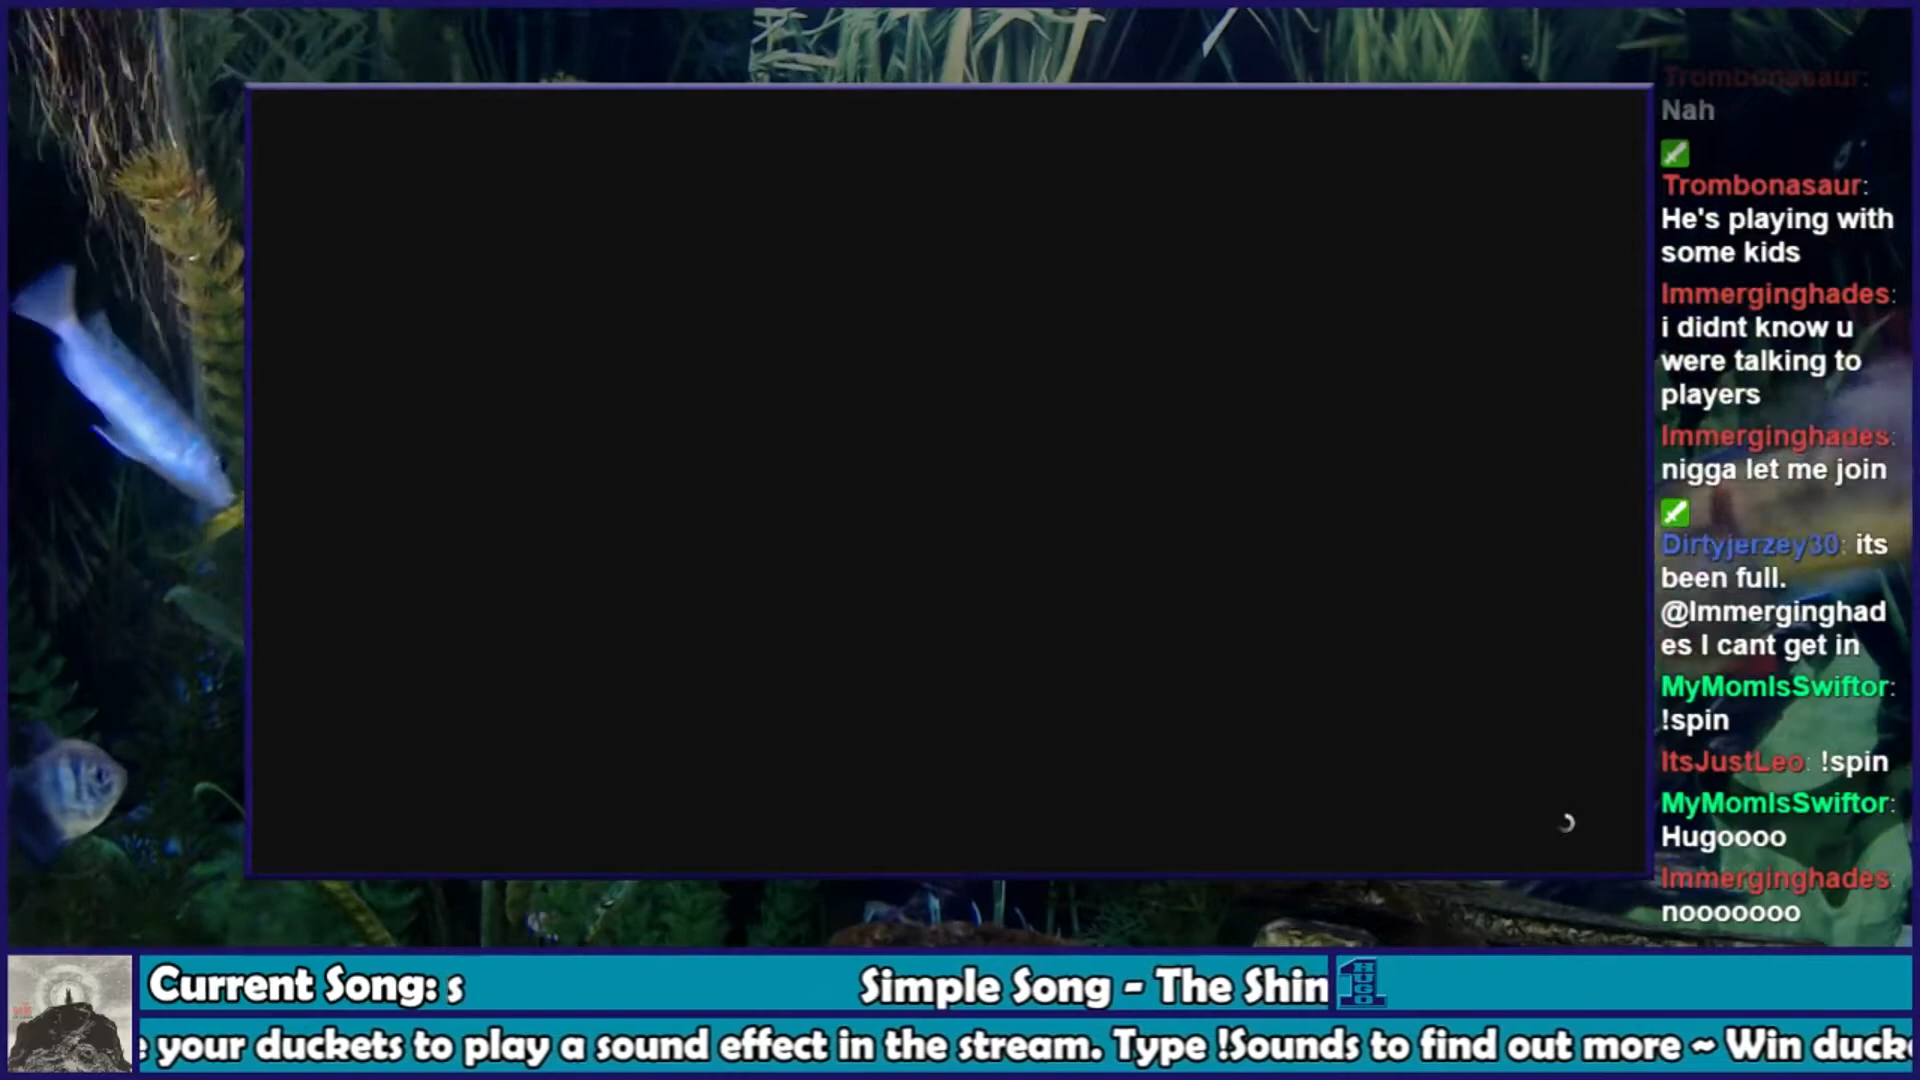 Trombonasaur:
Nah
Trombonasaur:
He's playing with
some kids
Immerginghades:
i didnt know u
were talking to
players
Immerginghades:
nigga let me join
Dirtyjerzey30: its
been full.
@Immerginghad
es I cant get in
MyMomIsSwiftor:
!spin
ItsJustLeo: !spin
MyMomIsSwiftor:
Hugoooo
Immerginghades
nooooooo
Current Song: s Simple Song - The Shin
1HUGO
your duckets to play a sound effect in the stream. Type !Sounds to find out more ~ Win duck